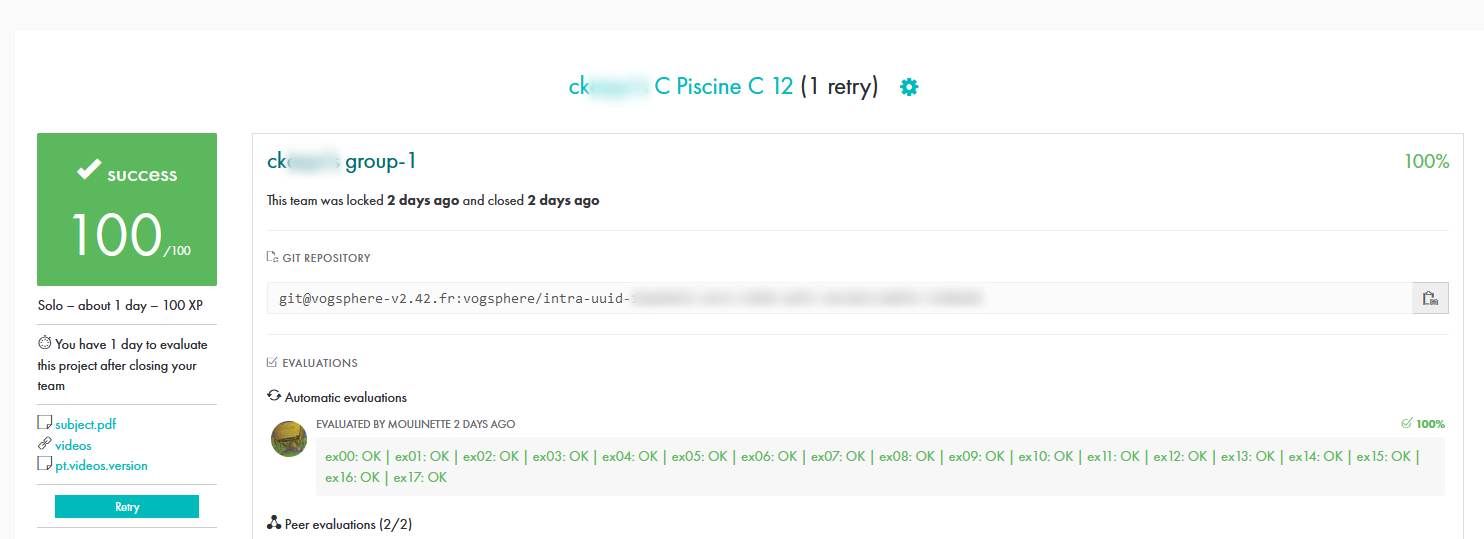 ck C Piscine C 12 (1 retry)
success
100/100
Solo – about 1 day – 100 XP
You have 1 day to evaluate
this project after closing your
team
subject.pdf
videos
pt.videos.version
Retry
ck group-1
100%
This team was locked 2 days ago and closed 2 days ago
GIT REPOSITORY
git@vogsphere-v2.42.fr:vogsphere/intra-uuid-
EVALUATIONS
Automatic evaluations
EVALUATED BY MOULINETTE 2 DAYS AGO
100%
ex00: OK | ex01: OK | ex02: OK | ex03: OK | ex04: OK | ex05: OK | ex06: OK | ex07: OK | ex08: OK | ex09: OK | ex10: OK | ex11: OK | ex12: OK | ex13: OK | ex14: OK | ex15: OK |
ex16: OK | ex17: OK
Peer evaluations (2/2)